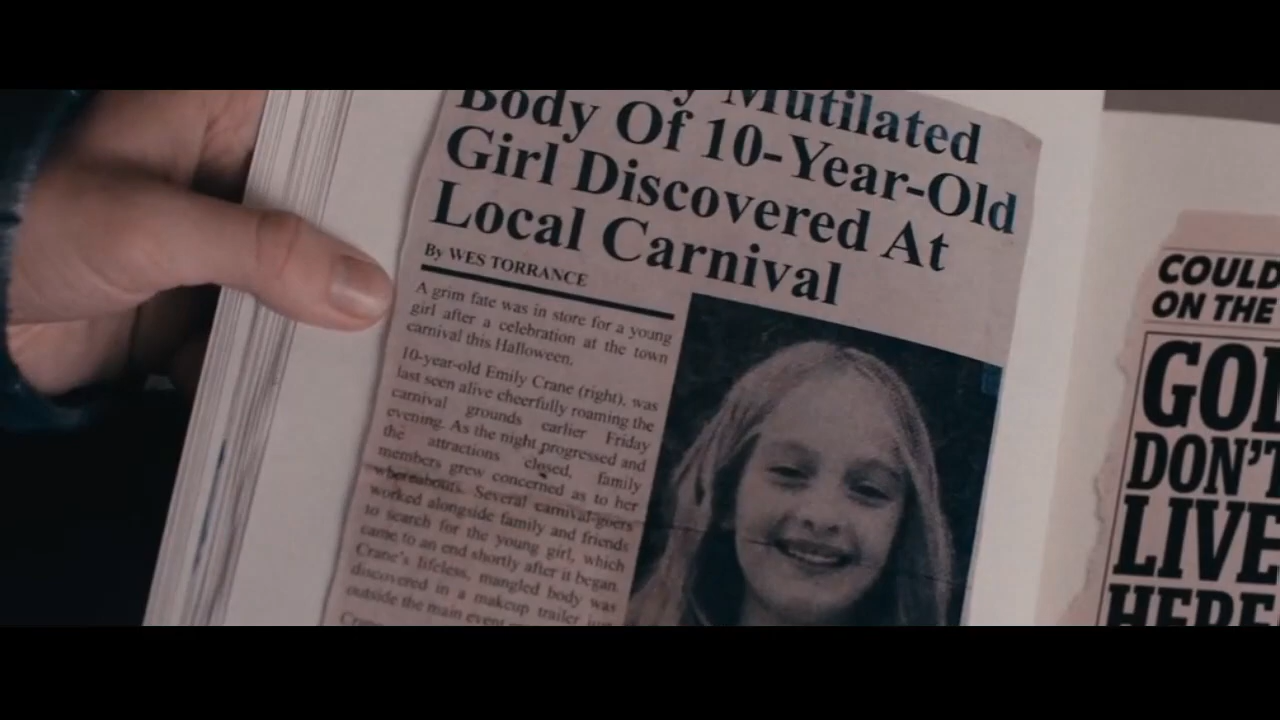 Mutilated
Body Of 10-Year-Old
Girl Discovered At
Local Carnival
By WES TORRANCE
A grim fate was in store for a young
girl after a celebration at the town
carnival this Halloween.
10-year-old Emily Crane (right), was
last seen alive cheerfully roaming the
carnival grounds earlier Friday
evening. As the night progressed and
the attractions closed, family
members grew concerned as to her
whereabouts. Several carnival-goers
worked alongside family and friends
to search for the young girl, which
came to an end shortly after it began.
Crane's lifeless, mangled body was
discovered in a makeup trailer just
outside the main event
COULD
ON THE
DON'T
LIVE
HERE